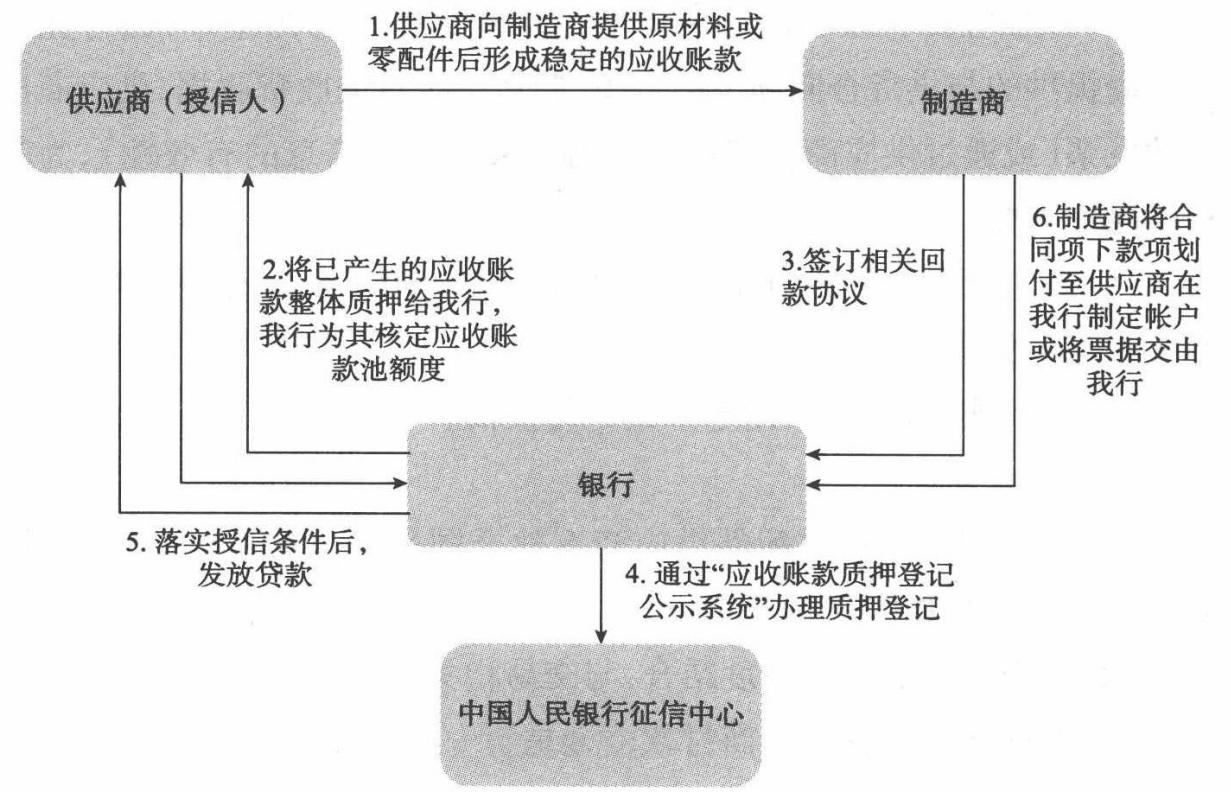 1.供应商向制造商提供原材料或
零配件后形成稳定的应收账款
供应商（授信人）
制造商
2.将已产生的应收账
款整体质押给我行，
我行为其核定应收账
款池额度
3.签订相关回
款协议
6.制造商将合
同项下款项划
付至供应商在
我行制定帐户
或将票据交由
我行
银行
5. 落实授信条件后，
发放贷款
4. 通过“应收账款质押登记
公示系统”办理质押登记
中国人民银行征信中心